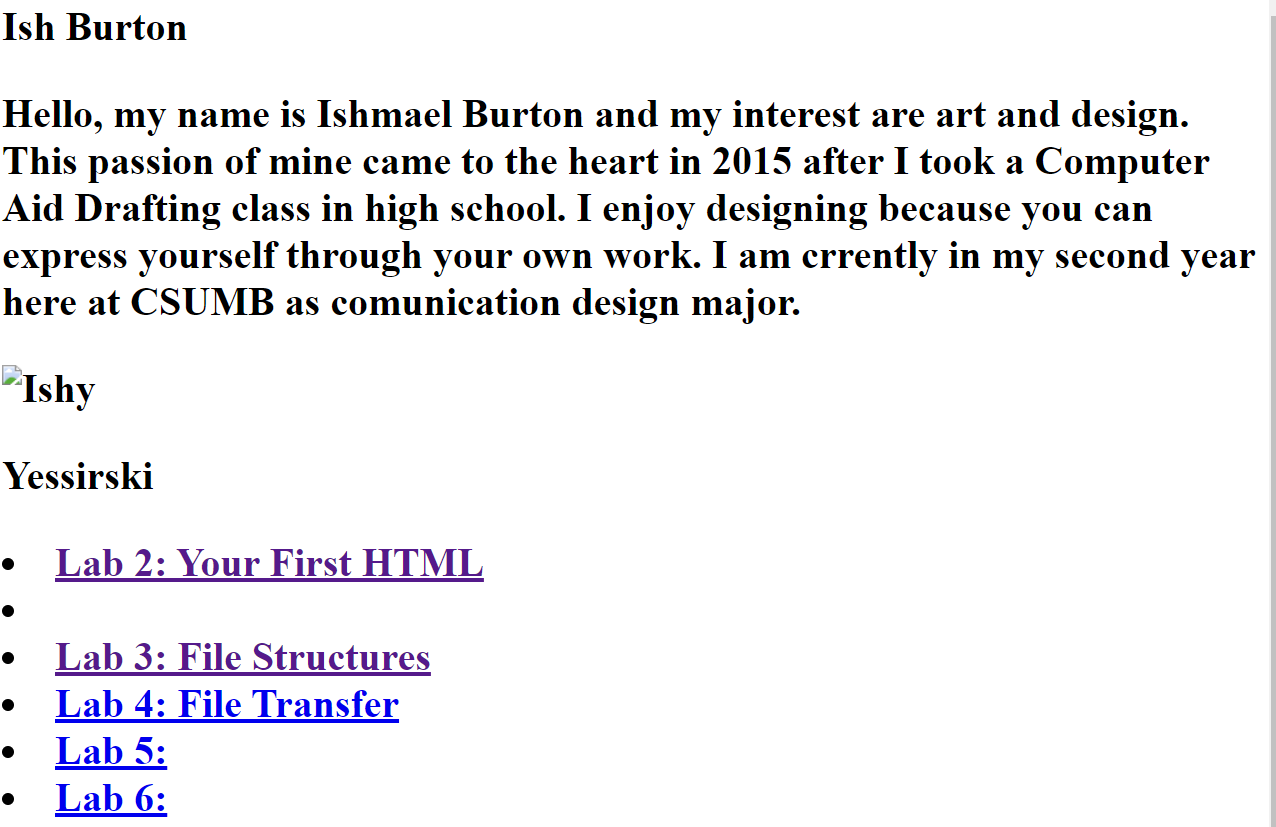 Ish Burton
Hello, my name is Ishmael Burton and my interest are art and design.
This passion of mine came to the heart in 2015 after I took a Computer
Aid Drafting class in high school. I enjoy designing because you can
express yourself through your own work. I am crrently in my second year
here at CSUMB as comunication design major.
Ishy
Yessirski
Lab 2: Your First HTML
Lab 3: File Structures
Lab 4: File Transfer
Lab 5:
Lab 6: